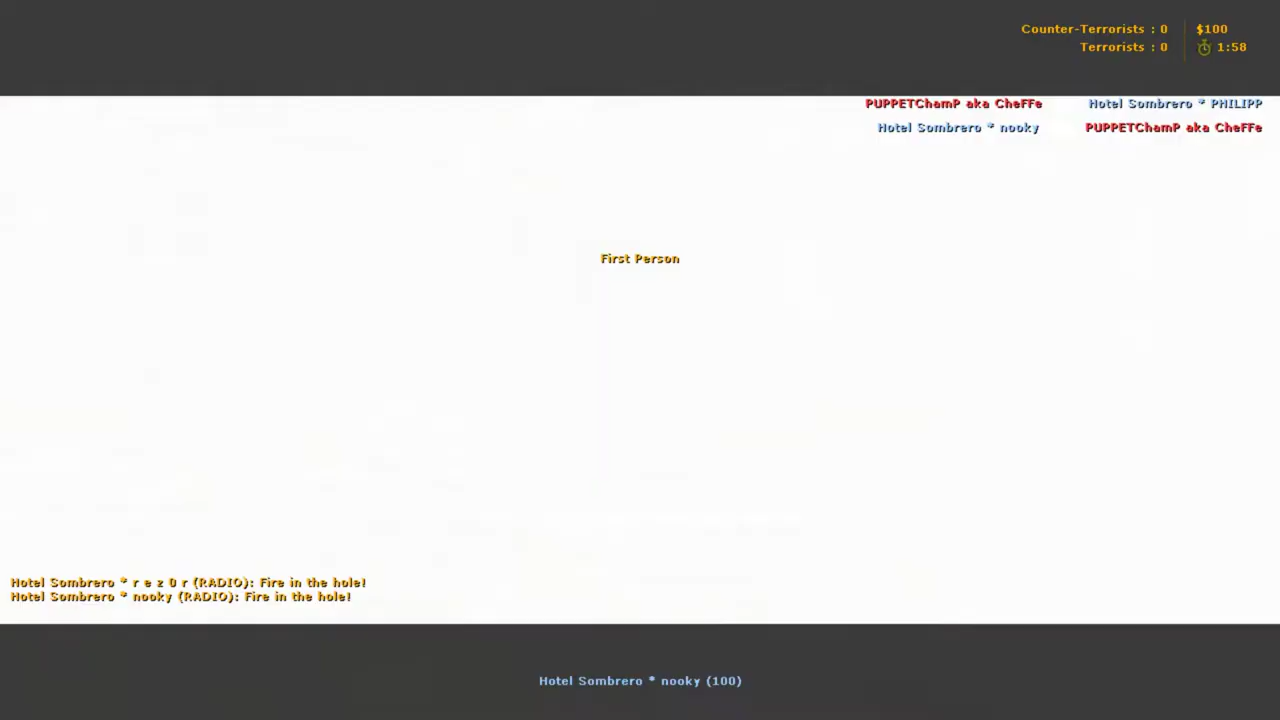 Counter-Terrorists : 0 $100
Terrorists : 0 1:58
PUPPETChamP aka CheFFe Hotel Sombrero * PHILIPP
Hotel Sombrero * nooky PUPPETChamP aka CheFFe
First Person
Hotel Sombrero * r e z 0 r (RADIO): Fire in the hole!
Hotel Sombrero * nooky (RADIO): Fire in the hole!
Hotel Sombrero * nooky (100)